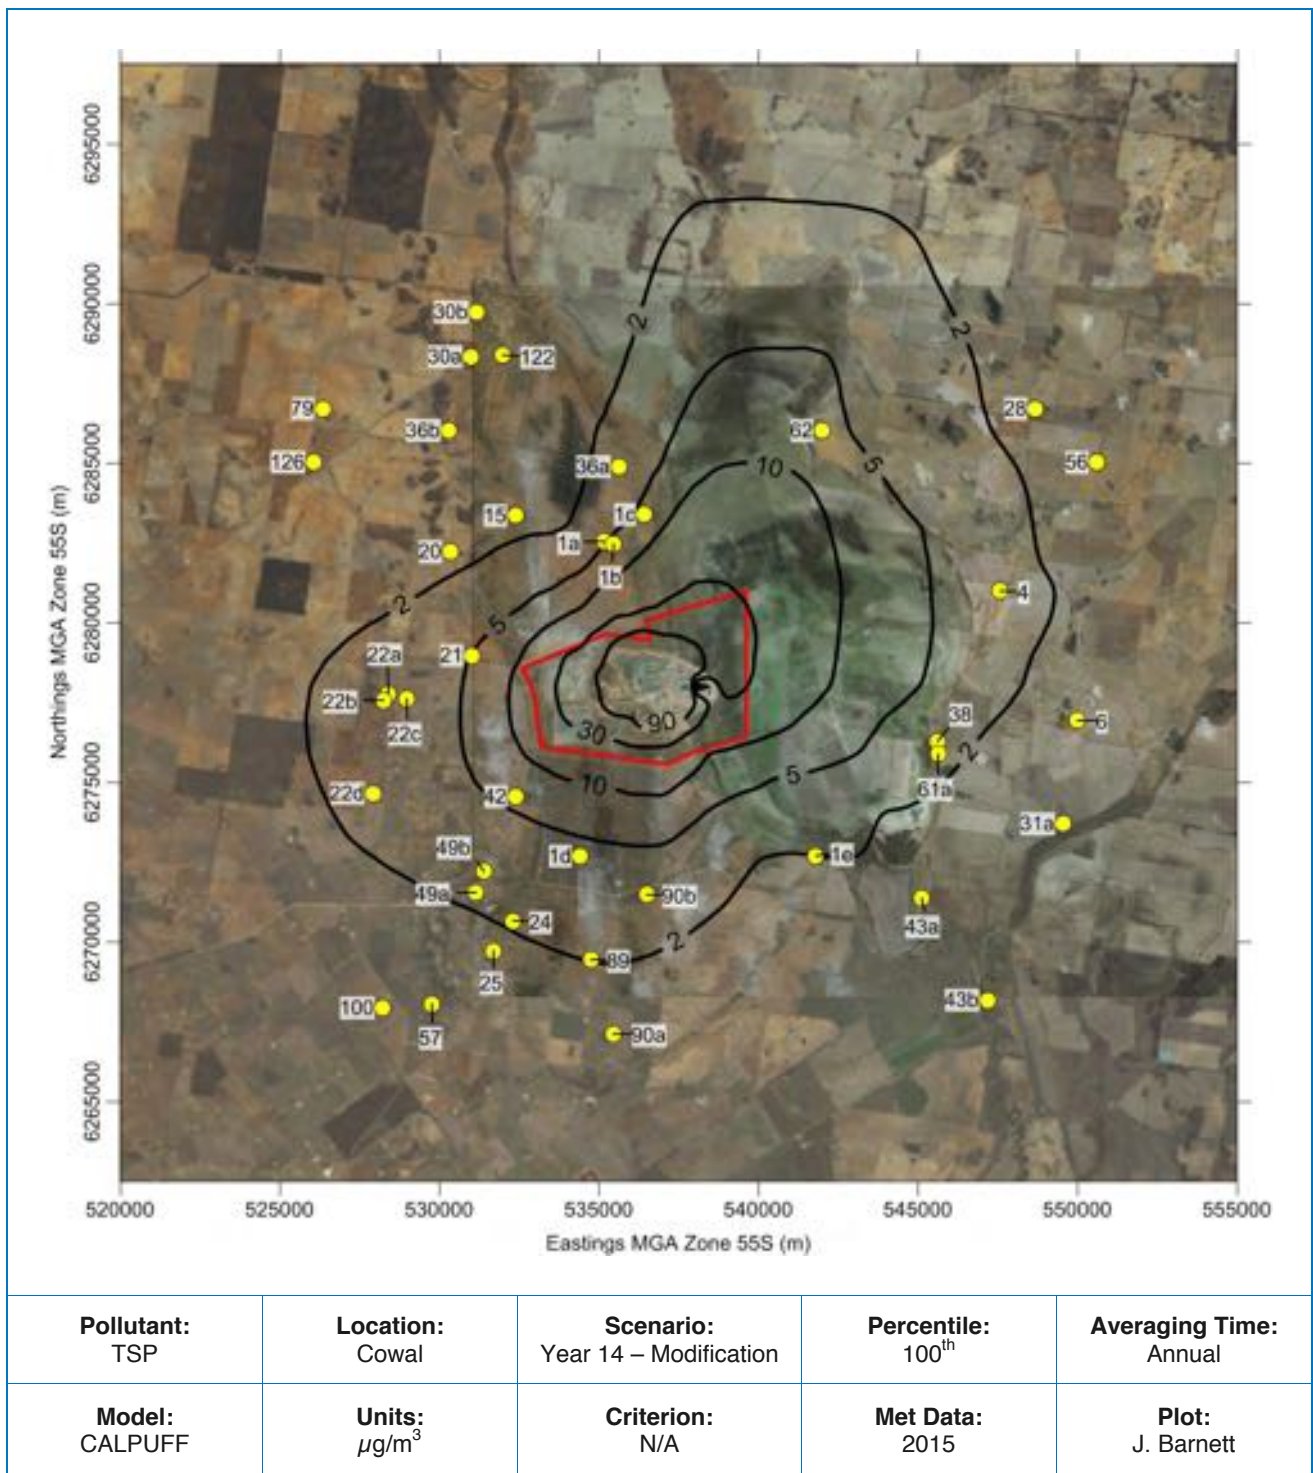 6295000
6290000
6285000
6280000
6275000
6270000
6265000
Northings MGA Zone 55S (m)
2
2
30b
30a
122
79
28
36b
62
126
36a
10
5
56
15
1c
1a
20
1b
4
2
5
22a
21
22b
38
6
22c
30
90
2
5
10
61a
22d
42
31a
49b
1d
1e
49a
90b
43a
24
2
89
25
43b
100
57
90a
520000 525000 530000 535000 540000 545000 550000 555000
Eastings MGA Zone 55S (m)
Pollutant: Location: Scenario: Percentile: Averaging Time:
TSP Cowal Year 14 – Modification 100th Annual
Model: Units: Criterion: Met Data: Plot:
CALPUFF µg/m³ N/A 2015 J. Barnett